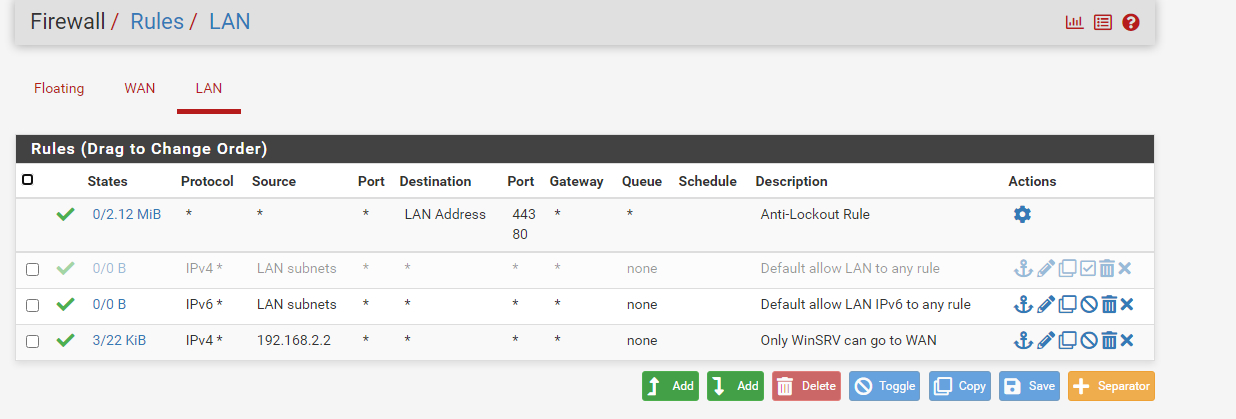 Firewall / Rules / LAN
Floating WAN LAN
Rules (Drag to Change Order)
States Protocol Source Port Destination Port Gateway Queue Schedule Description Actions
0/2.12 MiB * * * LAN Address 443 * * Anti-Lockout Rule
80
0/0 B IPv4 * LAN subnets * * * * none Default allow LAN to any rule
0/0 B IPv6 * LAN subnets * * * * none Default allow LAN IPv6 to any rule
3/22 KiB IPv4 * 192.168.2.2 * * * * none Only WinSRV can go to WAN
Add Add Delete Toggle Copy Save Separator